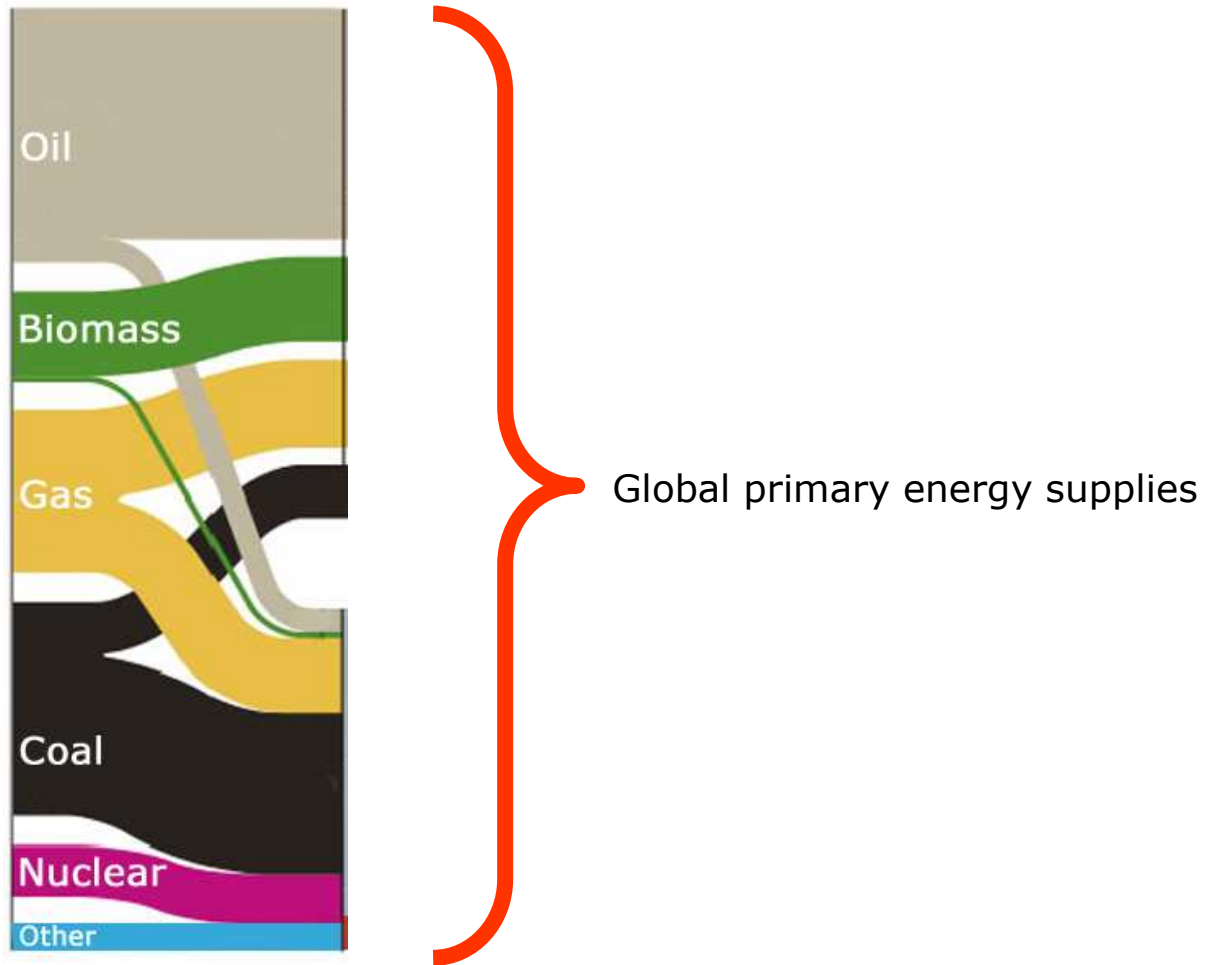 Oil
Biomass
Gas
Global primary energy supplies
Coal
Nuclear
Other